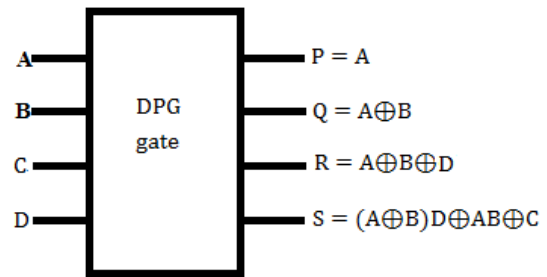 A
B
C
D
DPG
gate
P = A
Q = A⊕B
R = A⊕B⊕D
S = (A⊕B)D⊕AB⊕C